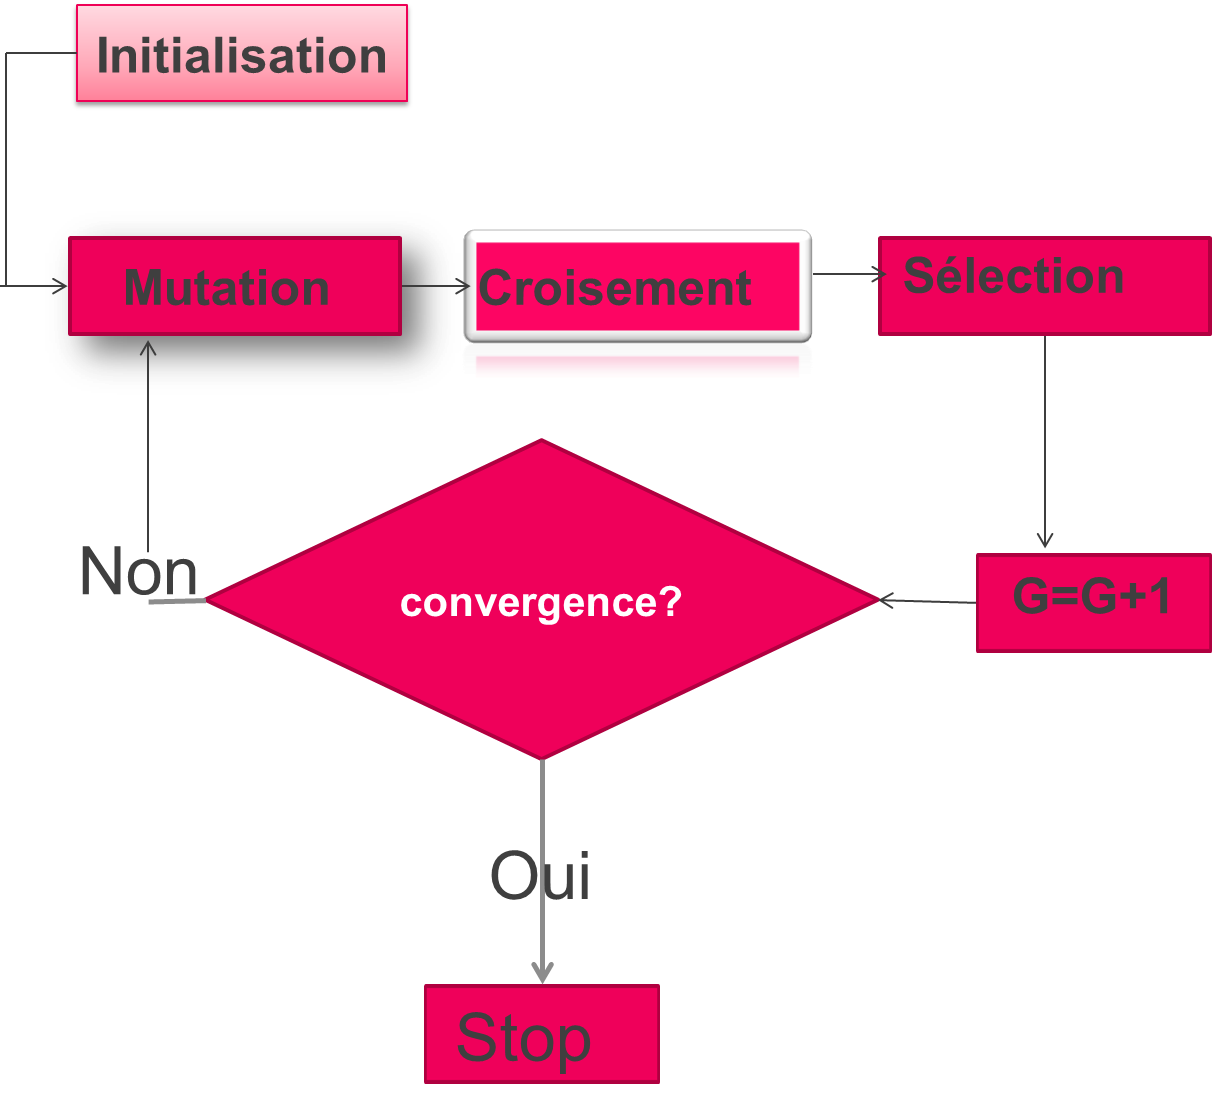 Initialisation
Mutation
Croisement
Sélection
Non
convergence?
G=G+1
Oui
Stop